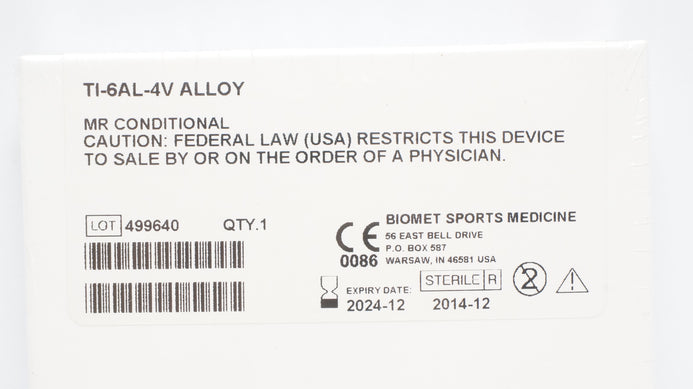 TI-6AL-4V ALLOY
MR CONDITIONAL
CAUTION: FEDERAL LAW (USA) RESTRICTS THIS DEVICE
TO SALE BY OR ON THE ORDER OF A PHYSICIAN.
LOT 499640 QTY.1
CE
0086
BIOMET SPORTS MEDICINE
56 EAST BELL DRIVE
P.O. BOX 587
WARSAW, IN 46581 USA
EXPIRY DATE:
2024-12
STERILE R
2014-12
2